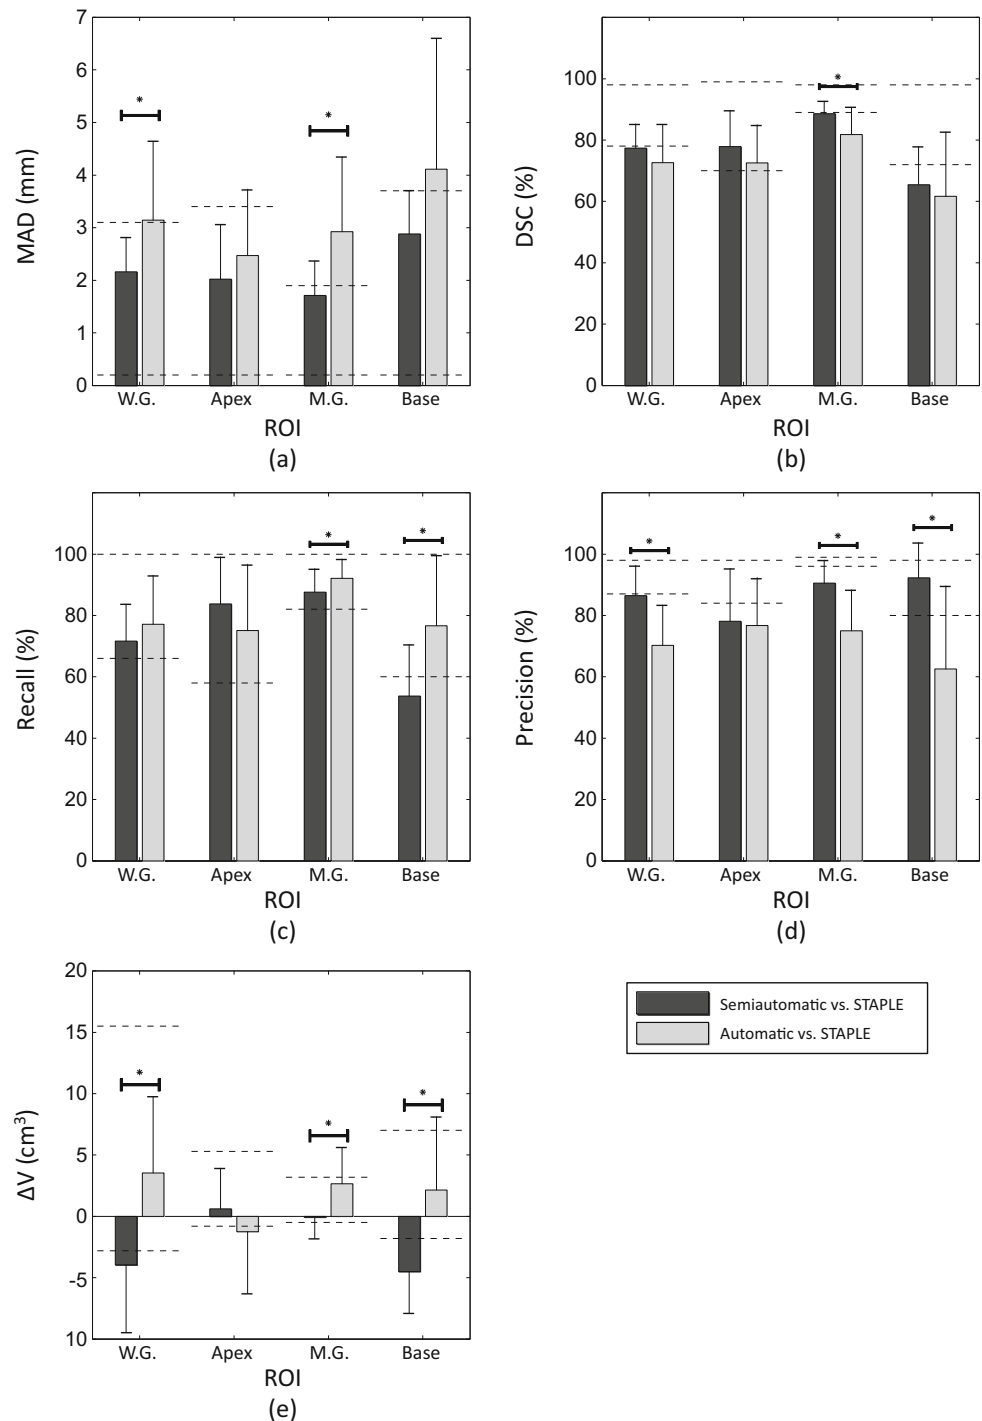 7
6
5
4
3
2
1
0
MAD (mm)
*
*
W.G. Apex M.G. Base
ROI
(a)
100
80
60
40
20
0
DSC (%)
*
W.G. Apex M.G. Base
ROI
(b)
100
80
60
40
20
0
Recall (%)
*
*
W.G. Apex M.G. Base
ROI
(c)
100
80
60
40
20
0
Precision (%)
*
*
*
W.G. Apex M.G. Base
ROI
(d)
20
15
10
5
0
-5
10
ΔV (cm³)
*
*
*
W.G. Apex M.G. Base
ROI
(e)
Semiautomatic vs. STAPLE
Automatic vs. STAPLE